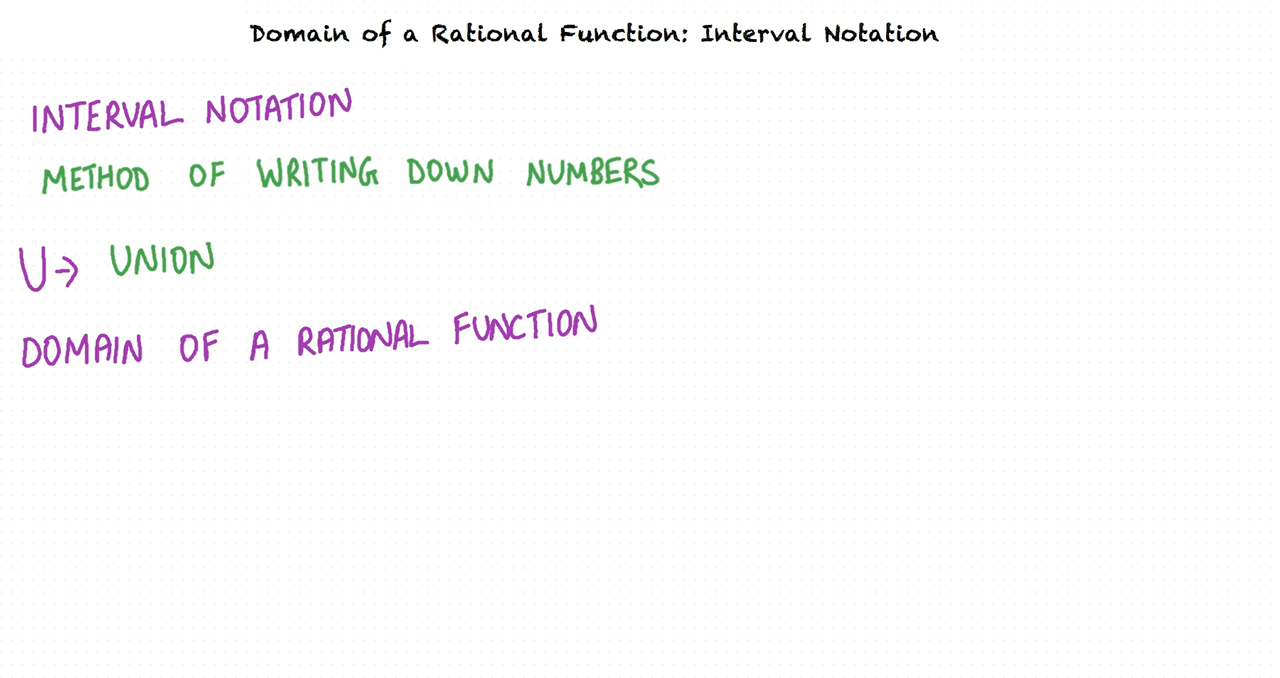 Domain of a Rational Function: Interval Notation
INTERVAL NOTATION
METHOD OF WRITING DOWN NUMBERS
U → UNION
DOMAIN OF A RATIONAL FUNCTION